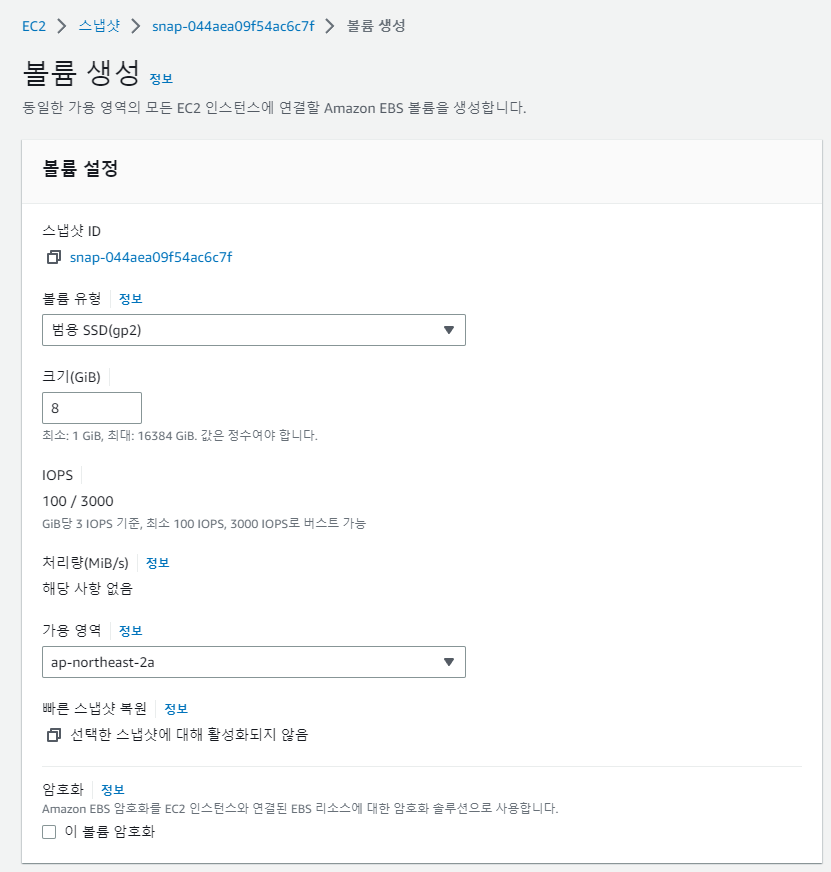 EC2 > 스냅샷 > snap-044aea09f54ac6c7f > 볼륨 생성
볼륨 생성 정보
동일한 가용 영역의 모든 EC2 인스턴스에 연결할 Amazon EBS 볼륨을 생성합니다.
볼륨 설정
스냅샷 ID
snap-044aea09f54ac6c7f
볼륨 유형 정보
범용 SSD(gp2)
크기(GiB)
8
최소: 1 GiB, 최대: 16384 GiB. 값은 정수여야 합니다.
IOPS
100 / 3000
GiB당 3 IOPS 기준, 최소 100 IOPS, 3000 IOPS로 버스트 가능
처리량(MiB/s) 정보
해당 사항 없음
가용 영역 정보
ap-northeast-2a
빠른 스냅샷 복원 정보
선택한 스냅샷에 대해 활성화되지 않음
암호화 정보
Amazon EBS 암호화를 EC2 인스턴스와 연결된 EBS 리소스에 대한 암호화 솔루션으로 사용합니다.
이 볼륨 암호화